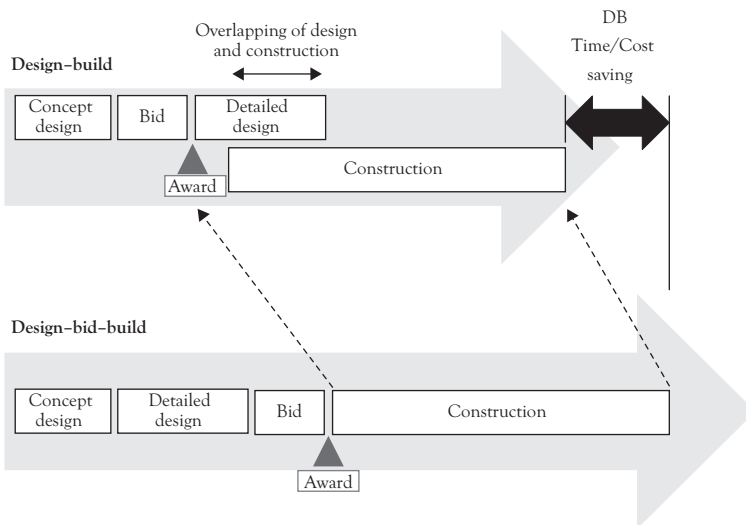 DB
Time/Cost
saving
Overlapping of design
and construction
Design–build
Concept
design
Bid
Detailed
design
Award
Construction
Design–bid–build
Concept
design
Detailed
design
Bid
Construction
Award